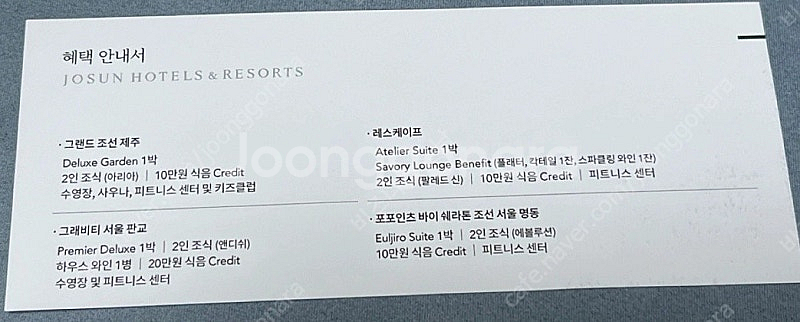 혜택 안내서
JOSUN HOTELS & RESORTS
· 그랜드 조선 제주
Deluxe Garden 1박
2인 조식 (아리아) | 10만원 식음 Credit
수영장, 사우나, 피트니스 센터 및 키즈클럽
· 레스케이프
Atelier Suite 1박
Savory Lounge Benefit (플래터, 칵테일 1잔, 스파클링 와인 1잔)
2인 조식 (팔레드 신) | 10만원 식음 Credit | 피트니스 센터
· 그래비티 서울 판교
Premier Deluxe 1박 | 2인 조식 (앤디쉬)
하우스 와인 1병 | 20만원 식음 Credit
수영장 및 피트니스 센터
· 포포인츠 바이 쉐라톤 조선 서울 명동
Euljiro Suite 1박 | 2인 조식 (에볼루션)
10만원 식음 Credit | 피트니스 센터
joonggonara
cafe.naver.com/joonggonara